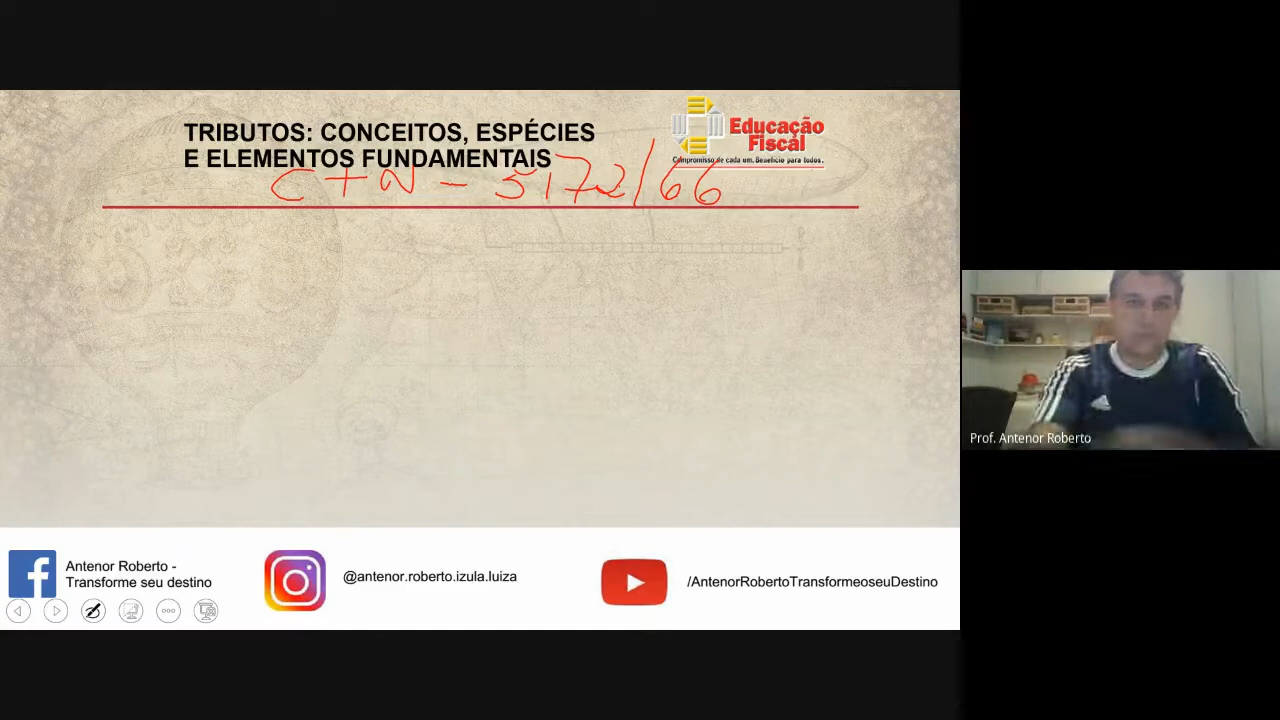 TRIBUTOS: CONCEITOS, ESPÉCIES
E ELEMENTOS FUNDAMENTAIS
Educação
Fiscal
Compromisso de cada um. Benefício para todos.
CTN - 5172/66
Prof. Antenor Roberto
Antenor Roberto -
Transforme seu destino
@antenor.roberto.izula.luiza
/AntenorRobertoTransformeoseuDestino